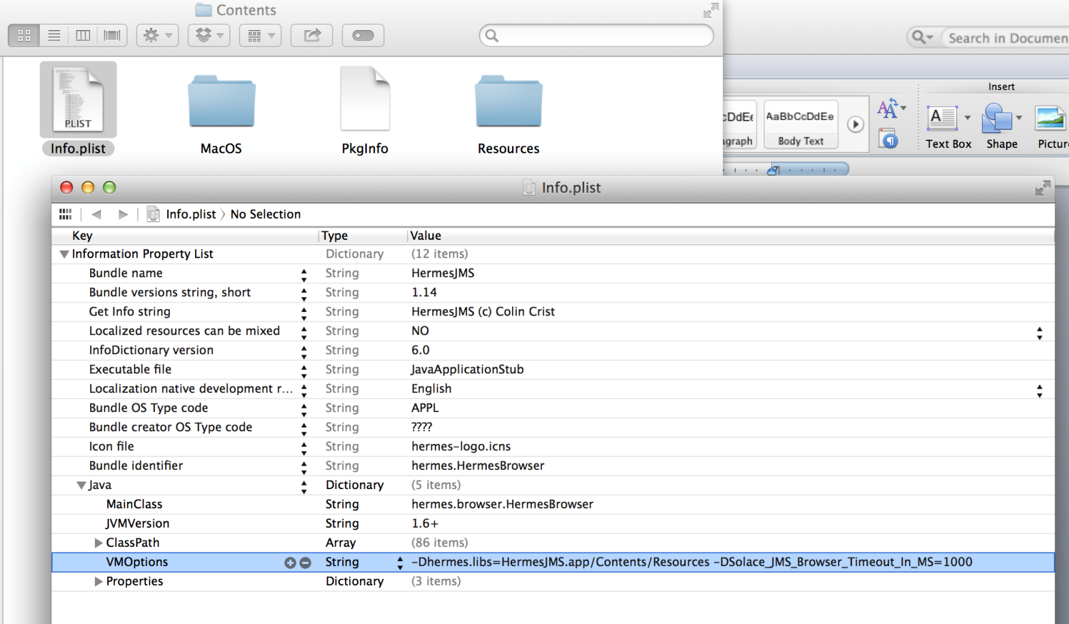 Contents
Search in Documen
Insert
PLIST
CcDdEe
AaBbCcDdEe
agraph
Body Text
A
Text Box
Shape
Pictur
Info.plist
MacOS
PkgInfo
Resources
Info.plist
Info.plist 〉 No Selection
Key Type Value
Information Property List Dictionary (12 items)
Bundle name String HermesJMS
Bundle versions string, short String 1.14
Get Info string String HermesJMS (c) Colin Crist
Localized resources can be mixed String NO
InfoDictionary version String 6.0
Executable file String JavaApplicationStub
Localization native development r... String English
Bundle OS Type code String APPL
Bundle creator OS Type code String ????
Icon file String hermes-logo.icns
Bundle identifier String hermes.HermesBrowser
Java Dictionary (5 items)
MainClass String hermes.browser.HermesBrowser
JVMVersion String 1.6+
ClassPath Array (86 items)
VMOptions String -Dhermes.libs=HermesJMS.app/Contents/Resources -DSolace_JMS_Browser_Timeout_In_MS=1000
Properties Dictionary (3 items)